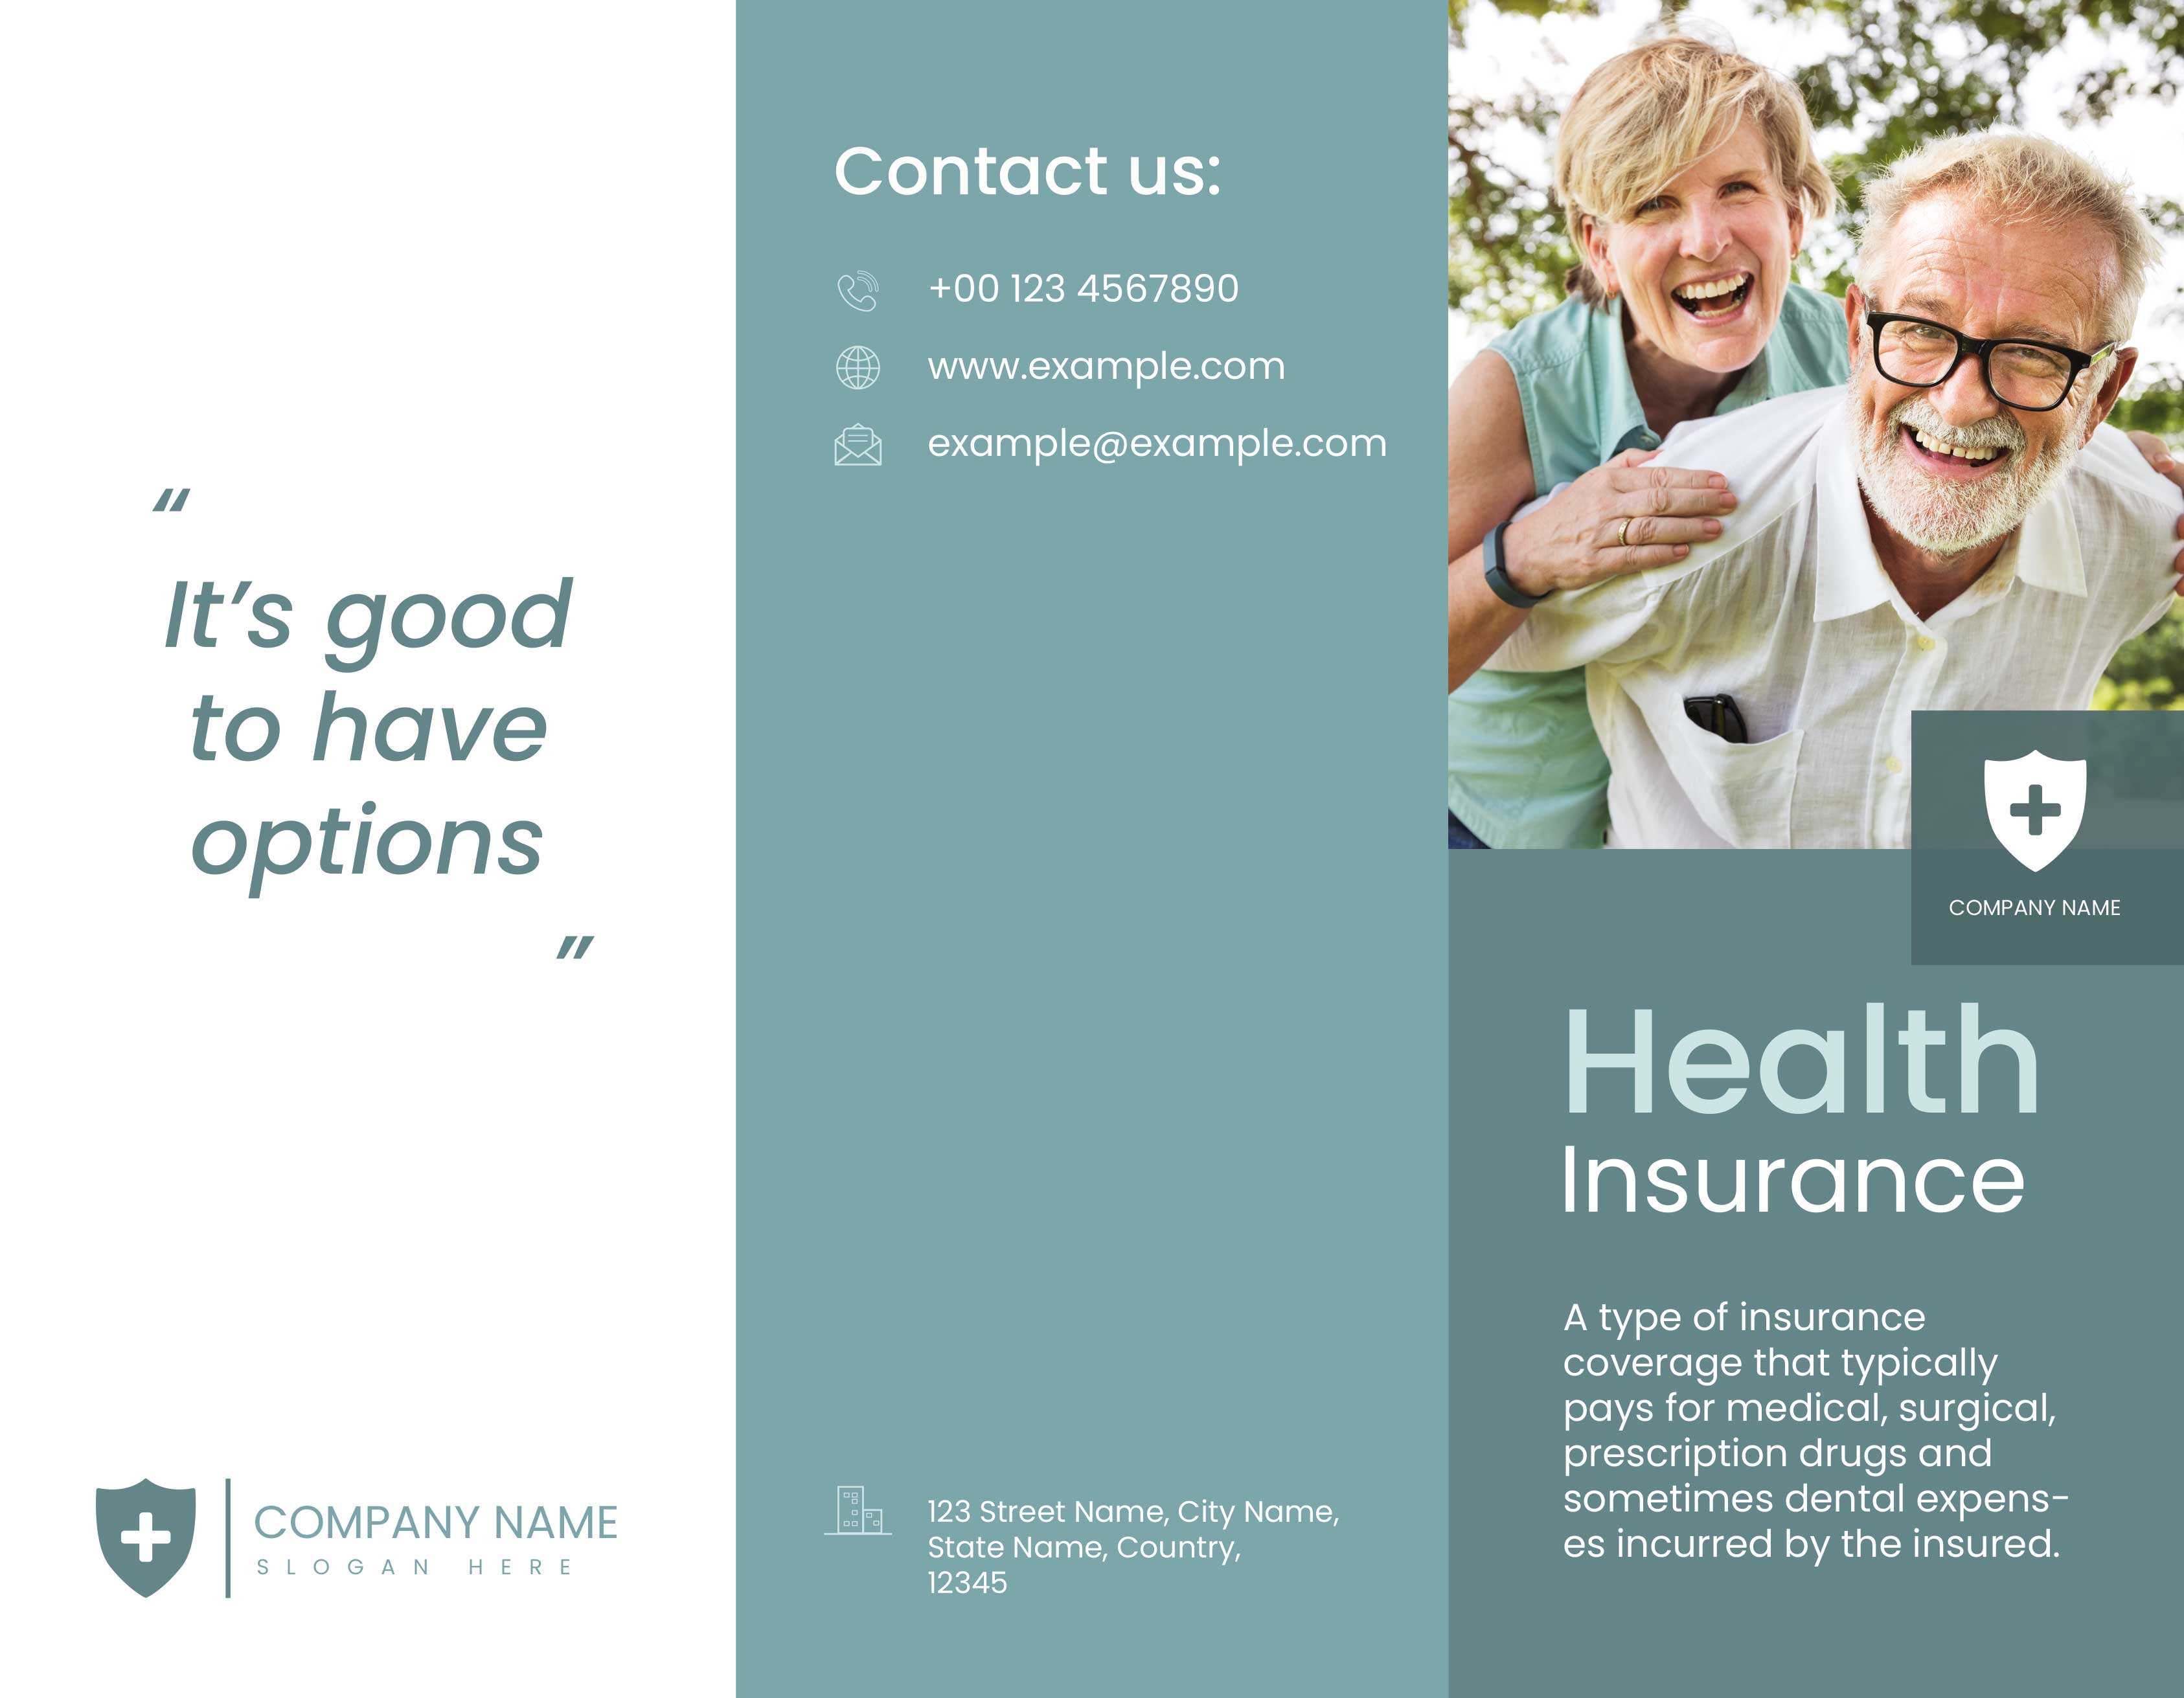 “
It’s good
to have
options
”
COMPANY NAME
SLOGAN HERE
Contact us:
+00 123 4567890
www.example.com
example@example.com
123 Street Name, City Name,
State Name, Country,
12345
COMPANY NAME
Health
Insurance
A type of insurance
coverage that typically
pays for medical, surgical,
prescription drugs and
sometimes dental expens-
es incurred by the insured.